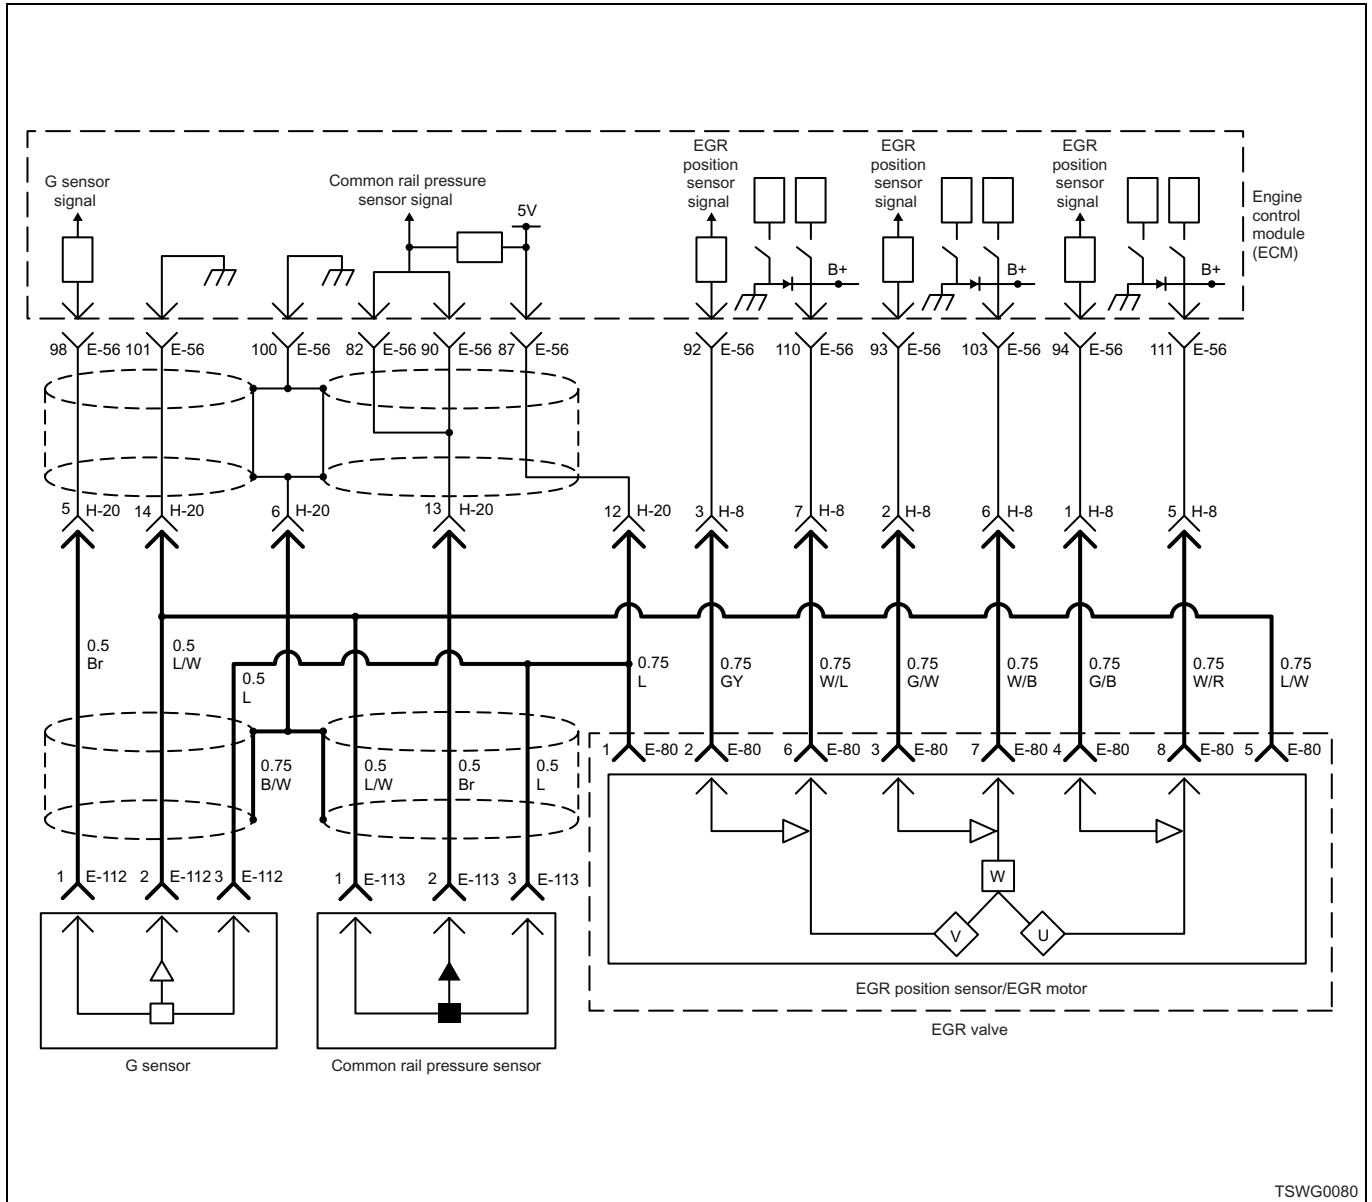 G sensor
signal
Common rail pressure
sensor signal
5V
EGR
position
sensor
signal
B+
EGR
position
sensor
signal
B+
EGR
position
sensor
signal
B+
Engine
control
module
(ECM)
98 E-56 101 E-56 100 E-56 82 E-56 90 E-56 87 E-56 92 E-56 110 E-56 93 E-56 103 E-56 94 E-56 111 E-56
5 H-20 14 H-20 6 H-20 13 H-20 12 H-20 3 H-8 7 H-8 2 H-8 6 H-8 1 H-8 5 H-8
0.5
Br
0.5
L/W
0.5
L
0.75
L
0.75
GY
0.75
W/L
0.75
G/W
0.75
W/B
0.75
G/B
0.75
W/R
0.75
L/W
0.75
B/W
0.5
L/W
0.5
Br
0.5
L
1 2 E-80 6 E-80 3 E-80 7 E-80 4 E-80 8 E-80 5 E-80
1 E-112 2 E-112 3 E-112 1 E-113 2 E-113 3 E-113
W
V
U
EGR position sensor/EGR motor
EGR valve
G sensor
Common rail pressure sensor
TSWG0080